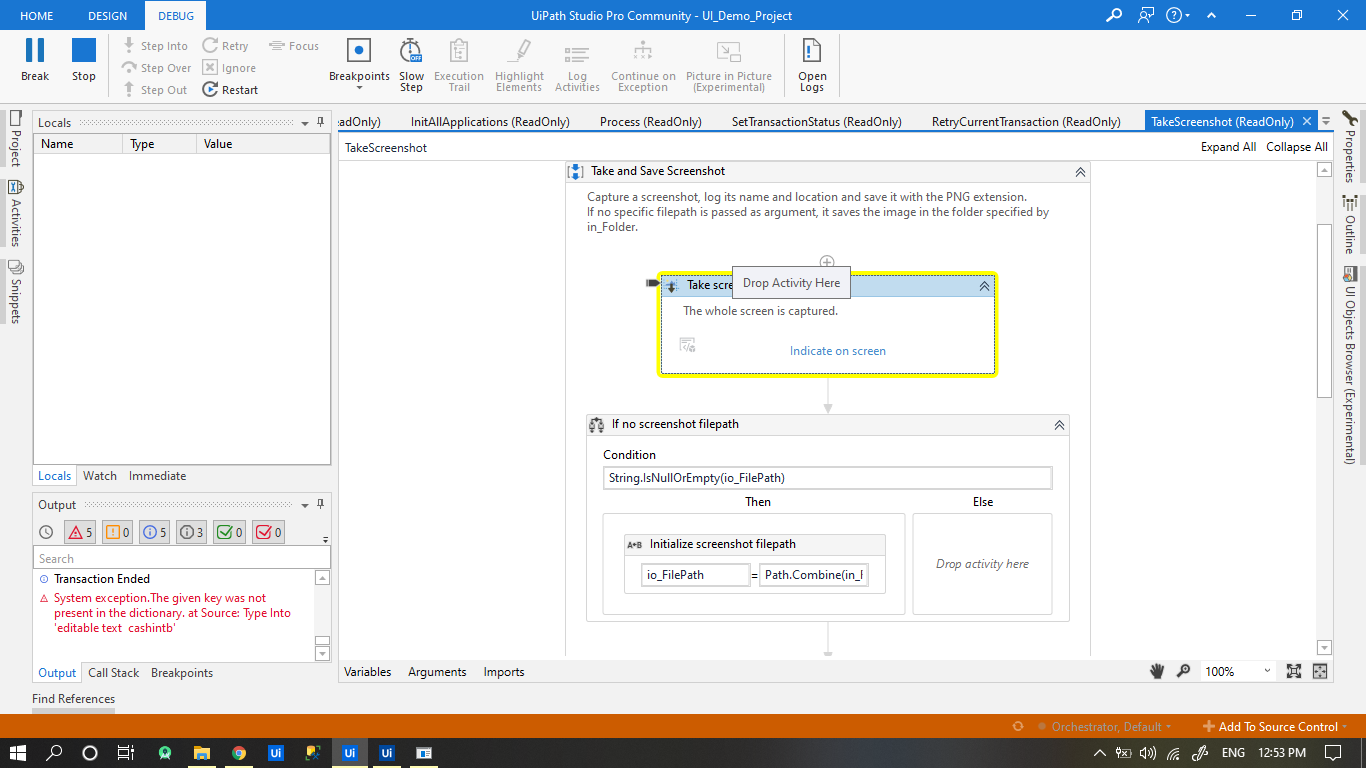 HOME DESIGN DEBUG UiPath Studio Pro Community - UI_Demo_Project
Break
Stop
Step Into
Step Over
Step Out
Retry
Ignore
Restart
Focus
Breakpoints
Slow
Step
Execution
Trail
Highlight
Elements
Log
Activities
Continue on
Exception
Picture in Picture
(Experimental)
Open
Logs
Project
Activities
Snippets
Locals
Name Type Value
Locals Watch Immediate
Output
5 0 5 3 0 0
Search
Transaction Ended
System exception.The given key was not
present in the dictionary. at Source: Type Into
'editable text cashintb'
Output Call Stack Breakpoints
Find References
eadOnly) InitAllApplications (ReadOnly) Process (ReadOnly) SetTransactionStatus (ReadOnly) RetryCurrentTransaction (ReadOnly) TakeScreenshot (ReadOnly)
TakeScreenshot Expand All Collapse All
Take and Save Screenshot
Capture a screenshot, log its name and location and save it with the PNG extension.
If no specific filepath is passed as argument, it saves the image in the folder specified by
in_Folder.
Take scre
Drop Activity Here
The whole screen is captured.
Indicate on screen
If no screenshot filepath
Condition
String.IsNullOrEmpty(io_FilePath)
Then Else
A+B Initialize screenshot filepath
io_FilePath = Path.Combine(in_F
Drop activity here
Variables Arguments Imports 100%
Properties
Outline
UI Objects Browser (Experimental)
Orchestrator, Default Add To Source Control
Ui Ui Ui
ENG 12:53 PM